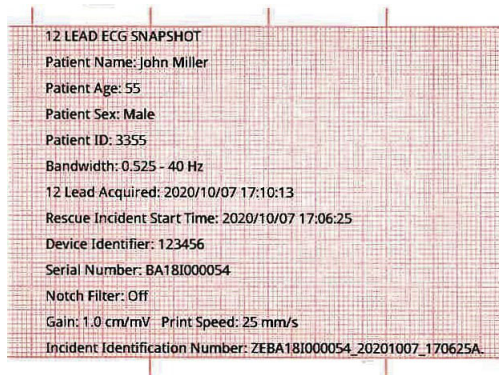 12 LEAD ECG SNAPSHOT
Patient Name: John Miller
Patient Age: 55
Patient Sex: Male
Patient ID: 3355
Bandwidth: 0.525 - 40 Hz
12 Lead Acquired: 2020/10/07 17:10:13
Rescue Incident Start Time: 2020/10/07 17:06:25
Device Identifier: 123456
Serial Number: BA18I000054
Notch Filter: Off
Gain: 1.0 cm/mV Print Speed: 25 mm/s
Incident Identification Number: ZEBA18I000054_20201007_170625A.